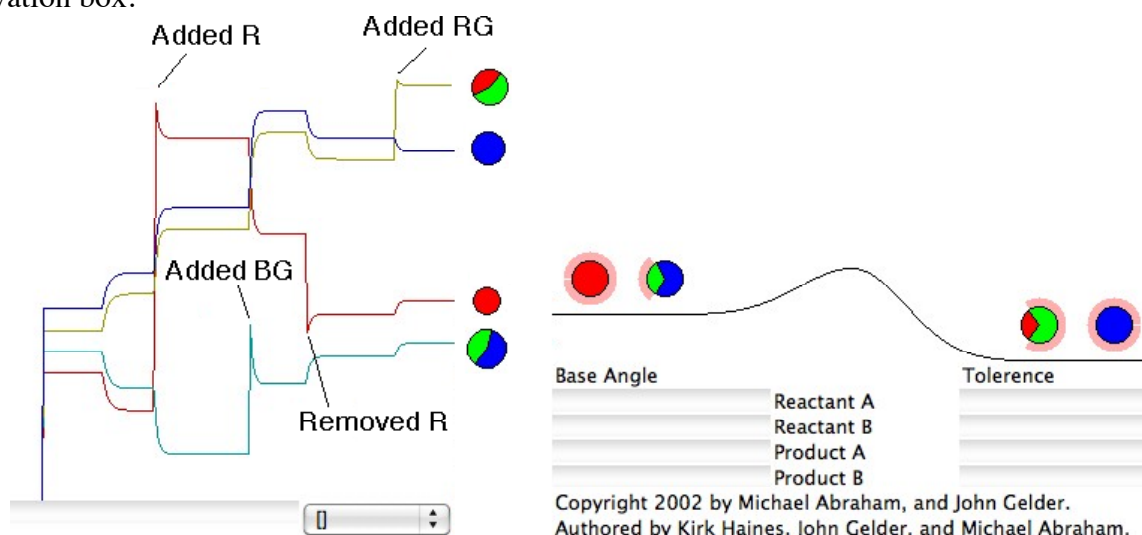 vation box.
Added R
Added RG
Added BG
Removed R
[]
Base Angle
Tolerence
Reactant A
Reactant B
Product A
Product B
Copyright 2002 by Michael Abraham, and John Gelder.
Authored by Kirk Haines, John Gelder, and Michael Abraham.